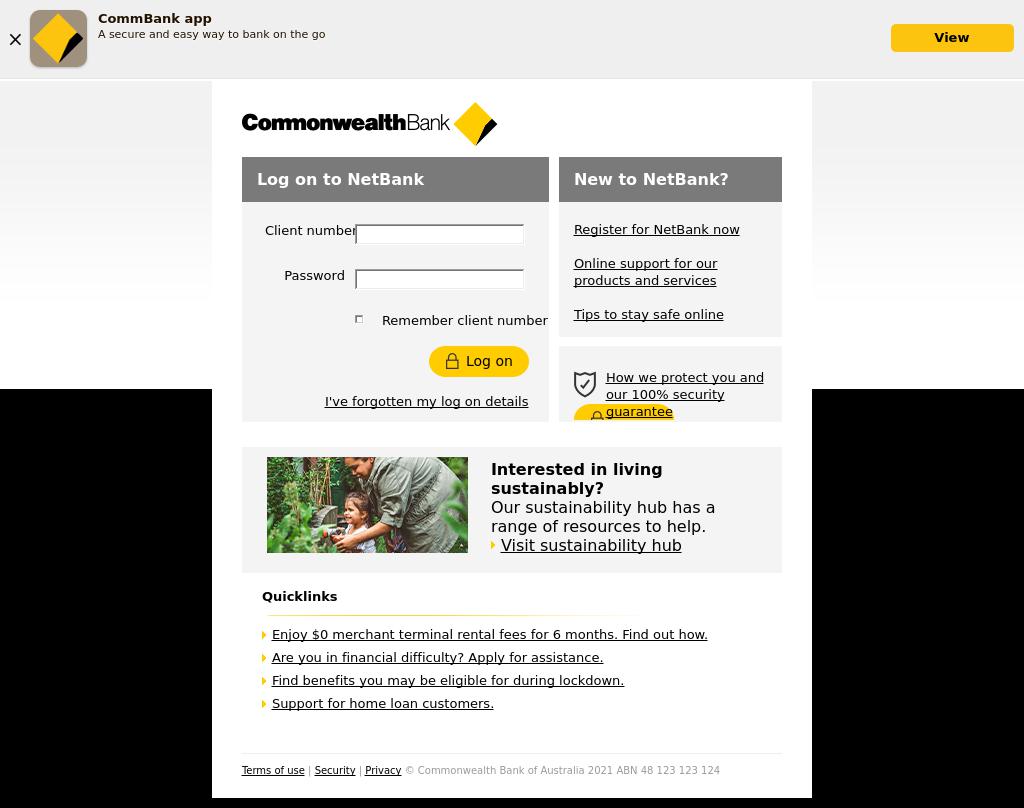 CommBank app
A secure and easy way to bank on the go
View
CommonwealthBank
Log on to NetBank
Client number
Password
Remember client number
Log on
I've forgotten my log on details
New to NetBank?
Register for NetBank now
Online support for our
products and services
Tips to stay safe online
How we protect you and
our 100% security
guarantee
Interested in living
sustainably?
Our sustainability hub has a
range of resources to help.
Visit sustainability hub
Quicklinks
Enjoy $0 merchant terminal rental fees for 6 months. Find out how.
Are you in financial difficulty? Apply for assistance.
Find benefits you may be eligible for during lockdown.
Support for home loan customers.
Terms of use | Security | Privacy © Commonwealth Bank of Australia 2021 ABN 48 123 123 124